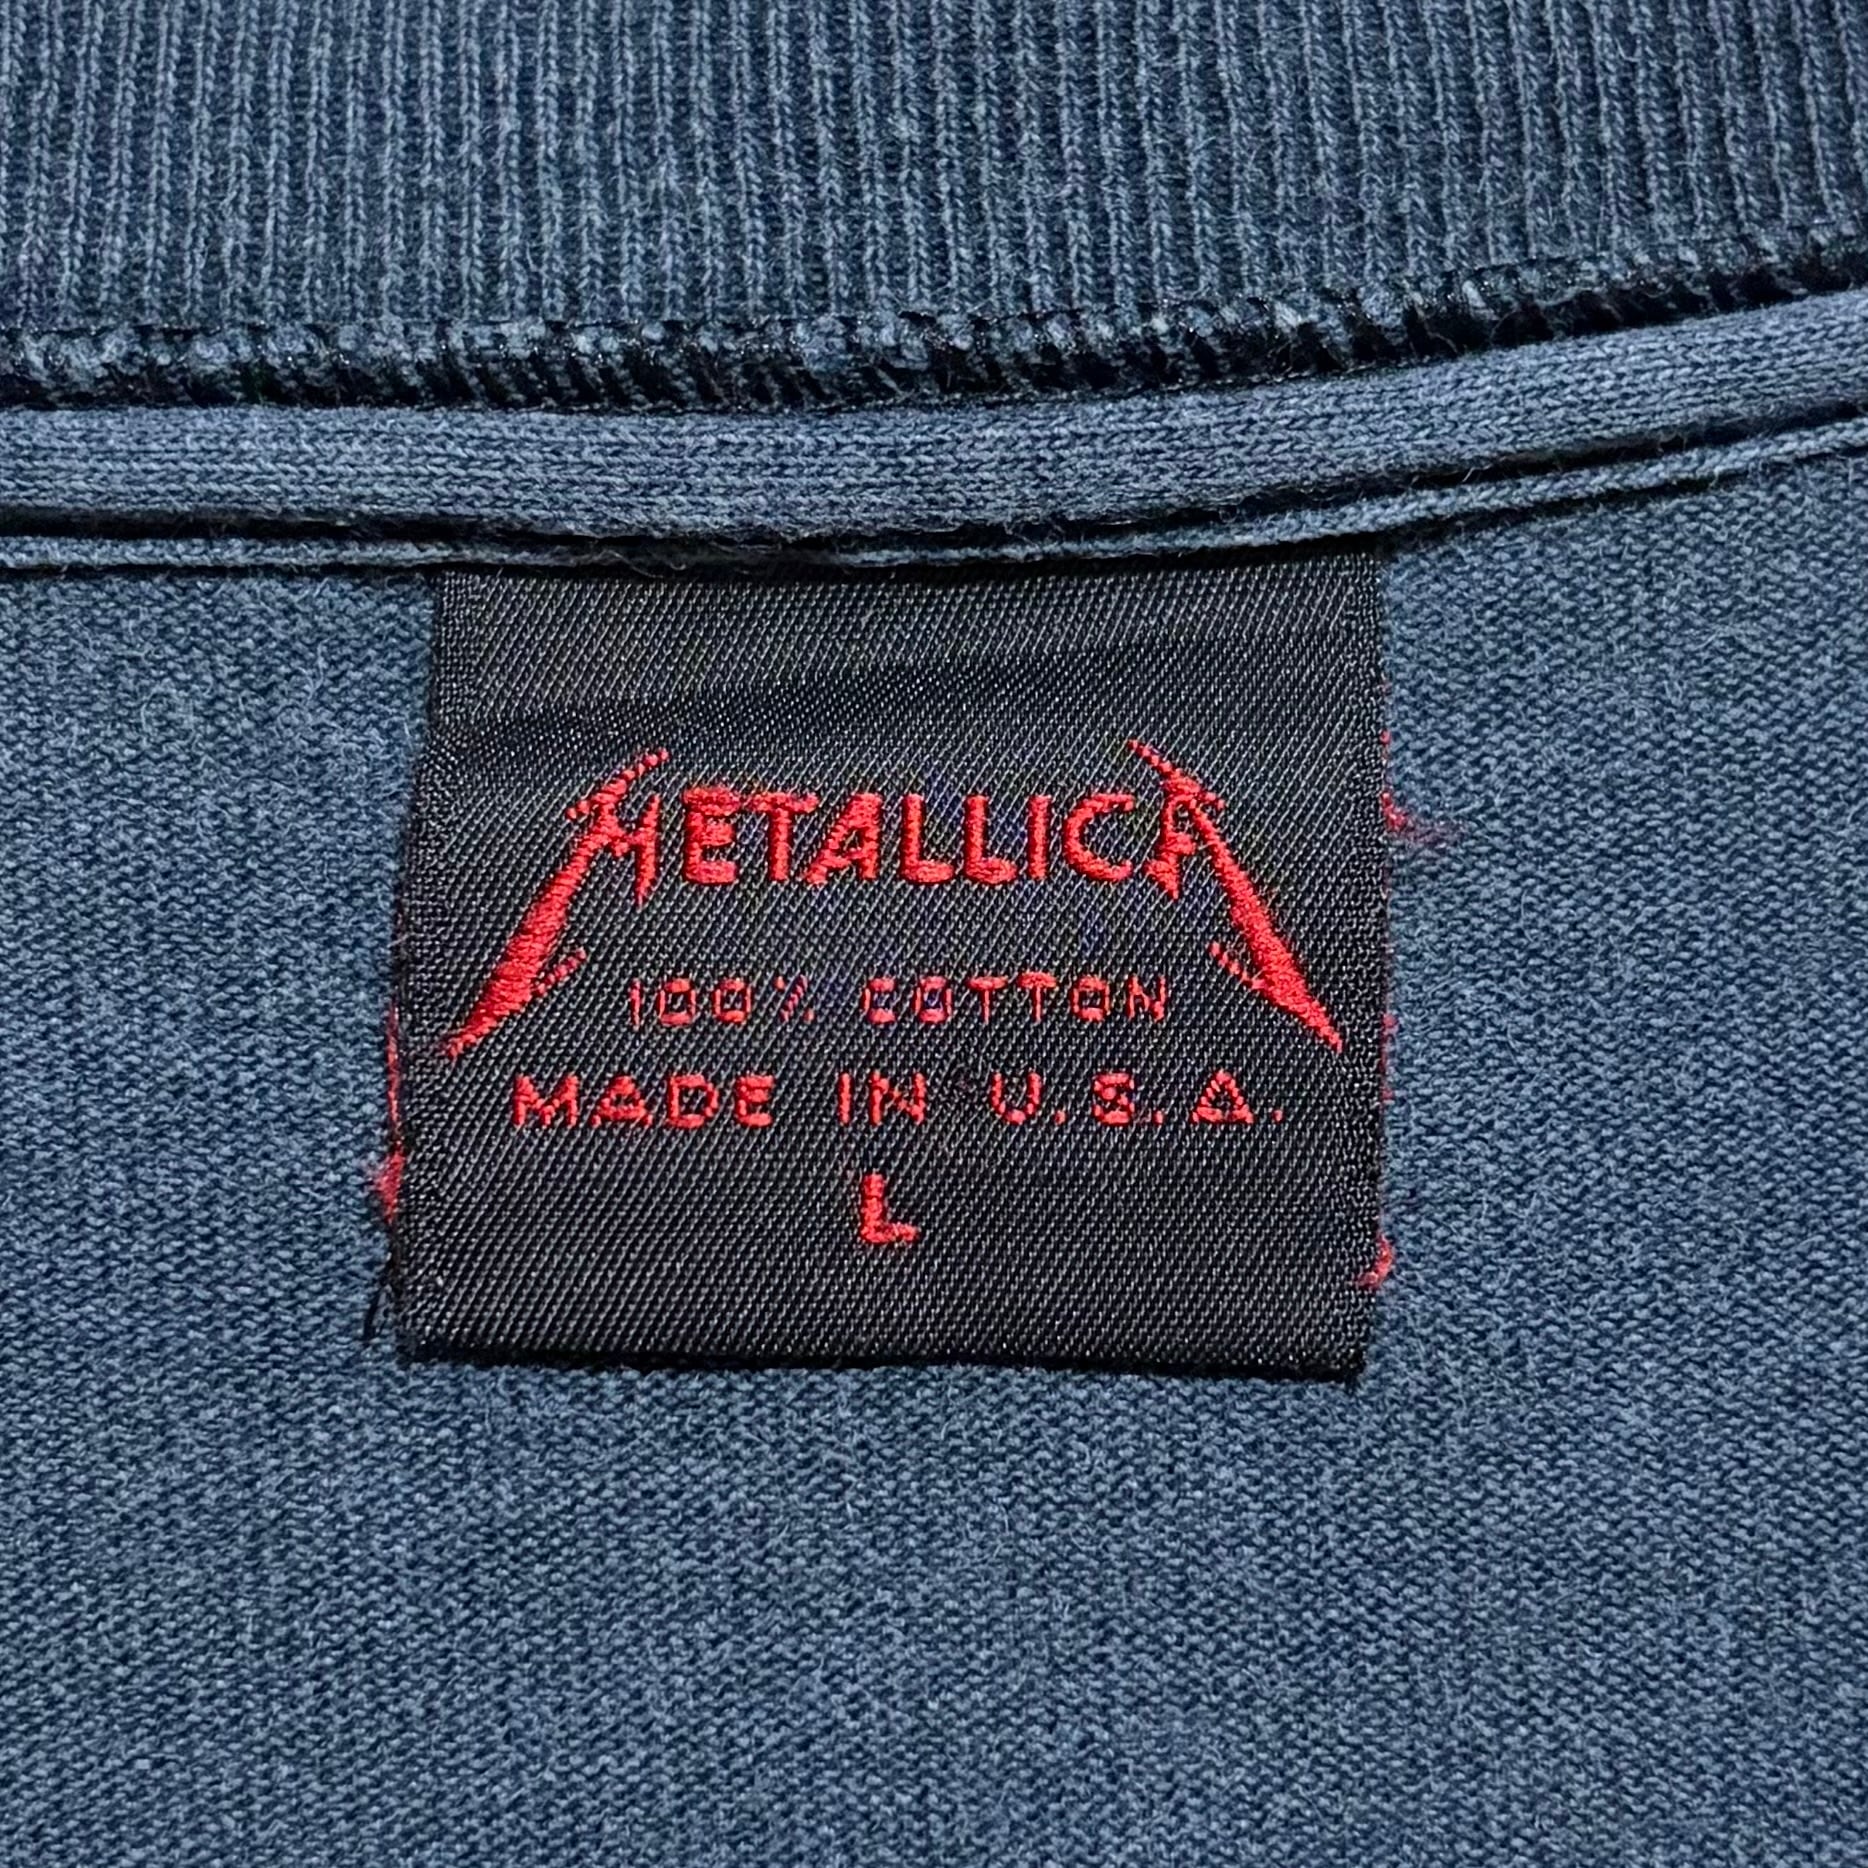 METALLICA
100% COTTON
MADE IN U.S.A.
L